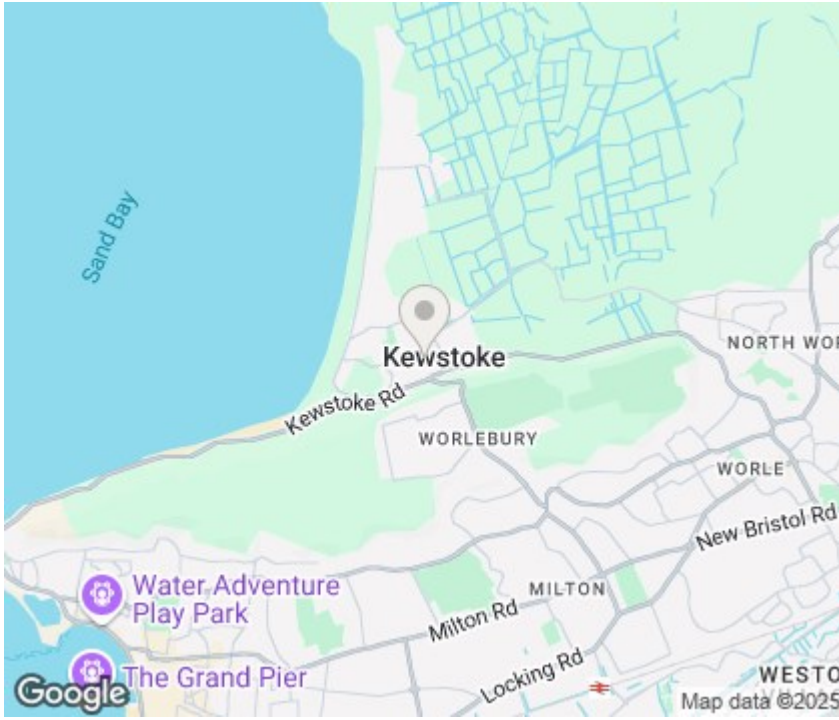 Sand Bay
NORTH WOR
Kewstoke
Kewstoke Rd
WORLEBURY
WORLE
New Bristol Rd
Water Adventure
Play Park
MILTON
Milton Rd
The Grand Pier
Locking Rd
WESTO
Google
Map data ©2025